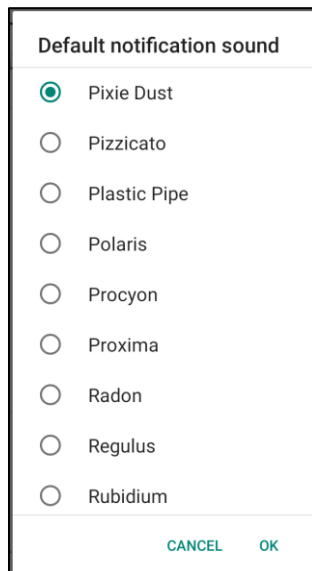 Default notification sound
Pixie Dust
Pizzicato
Plastic Pipe
Polaris
Procyon
Proxima
Radon
Regulus
Rubidium
CANCEL OK